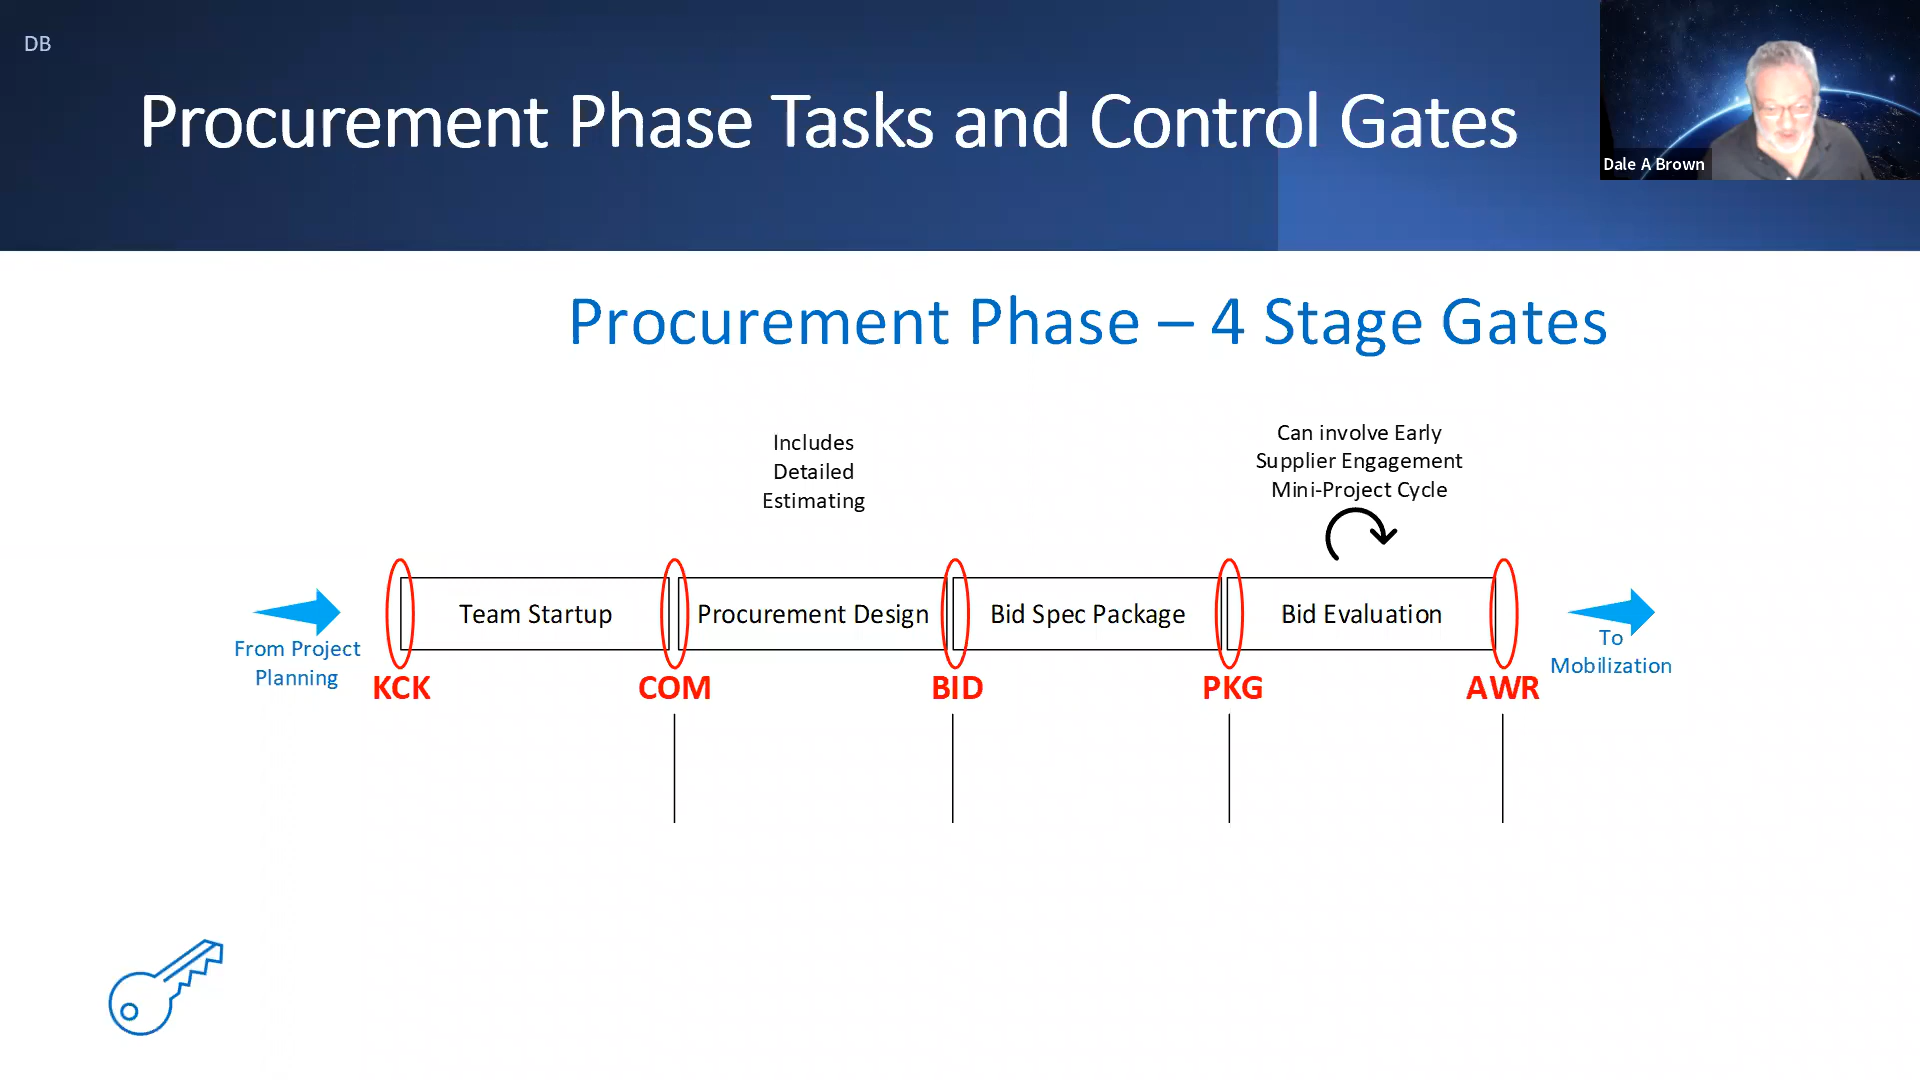 DB
Procurement Phase Tasks and Control Gates
Dale A Brown
Procurement Phase – 4 Stage Gates
Includes
Detailed
Estimating
Can involve Early
Supplier Engagement
Mini-Project Cycle
From Project
Planning
Team Startup
Procurement Design
Bid Spec Package
Bid Evaluation
To
Mobilization
KCK
COM
BID
PKG
AWR